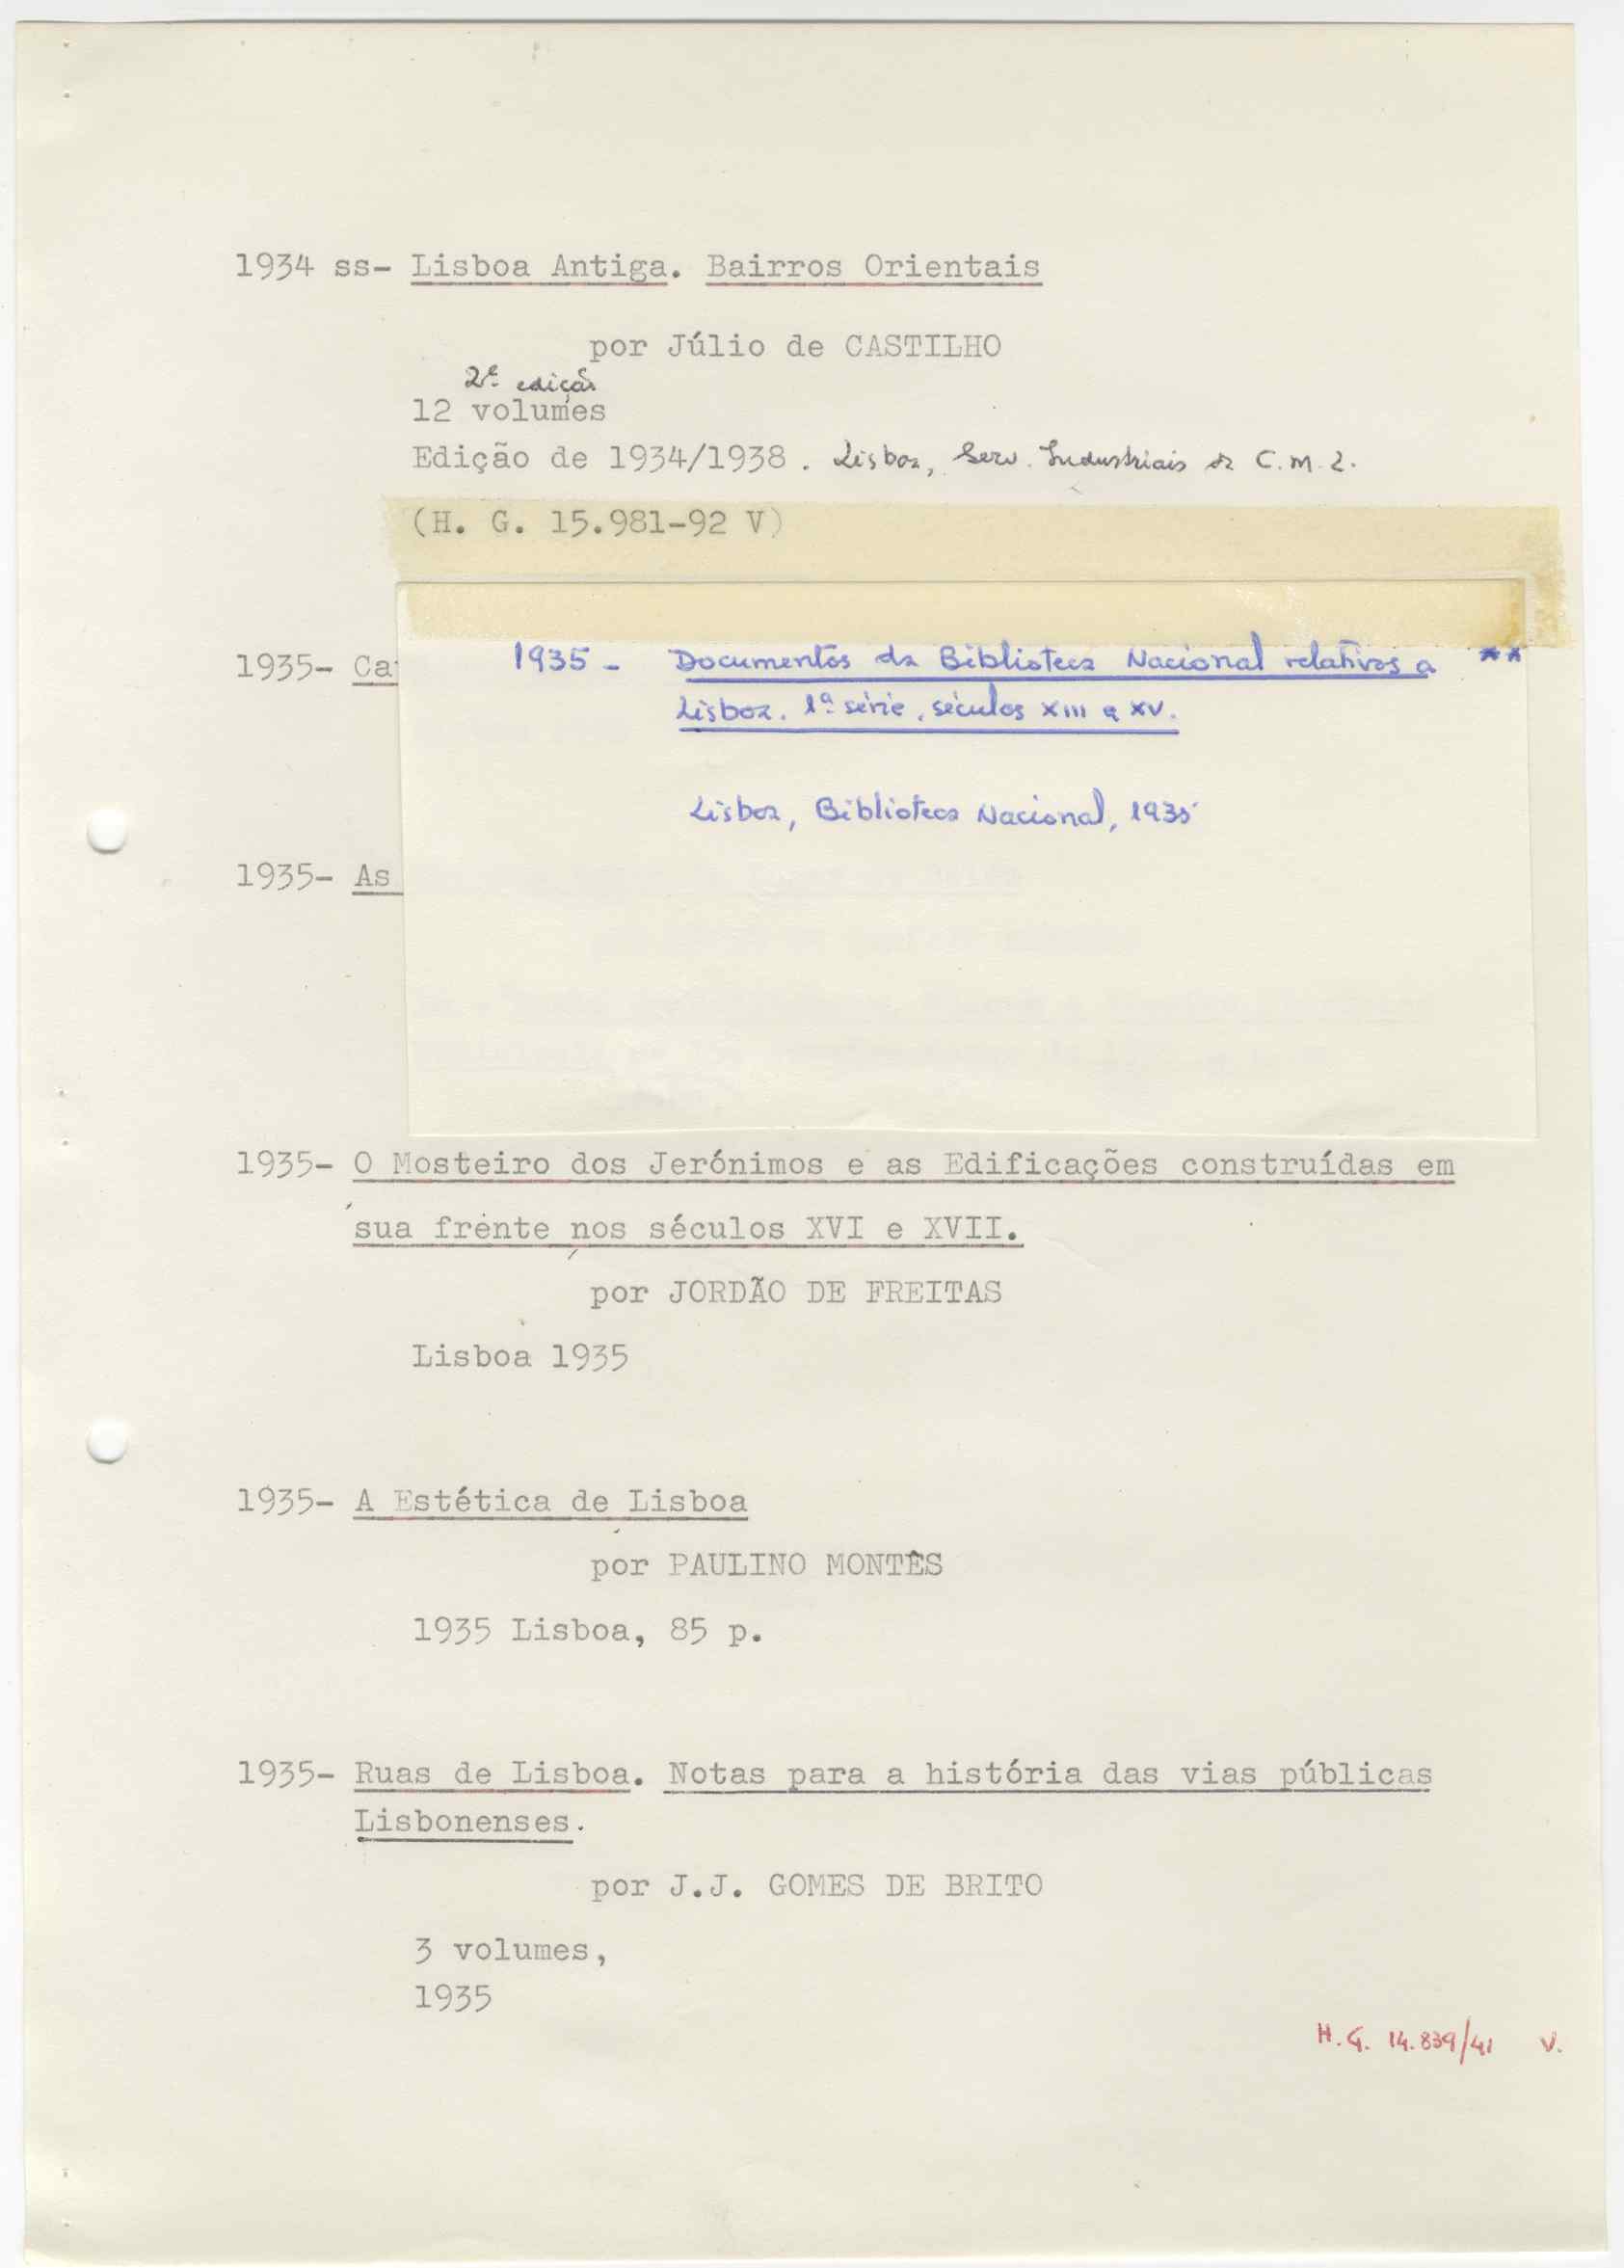 1934 ss- Lisboa Antiga. Bairros Orientais
por Júlio de CASTILHO
2ª edição
12 volumes
Edição de 1934/1938. Lisboa, Serv. Industriais da C.M.L.
(H. G. 15.981-92 V)
1935- Ca
1935 - Documentos da Biblioteca Nacional relativos a **
Lisboa. 1ª série, séculos XIII a XV.
Lisboa, Biblioteca Nacional, 1935
1935- As
1935- O Mosteiro dos Jerónimos e as Edificações construídas em
sua frente nos séculos XVI e XVII.
por JORDÃO DE FREITAS
Lisboa 1935
1935- A Estética de Lisboa
por PAULINO MONTÊS
1935 Lisboa, 85 p.
1935- Ruas de Lisboa. Notas para a história das vias públicas
Lisbonenses.
por J.J. GOMES DE BRITO
3 volumes,
1935
H.G. 14.839/41 V.